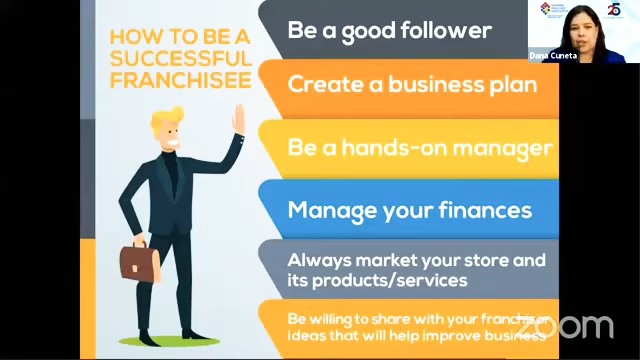 HOW TO BE A
SUCCESSFUL
FRANCHISEE
Be a good follower
Create a business plan
Be a hands-on manager
Manage your finances
Always market your store and
its products/services
Be willing to share with your franchisor
ideas that will help improve business
Dana Cuneta
zoom
25